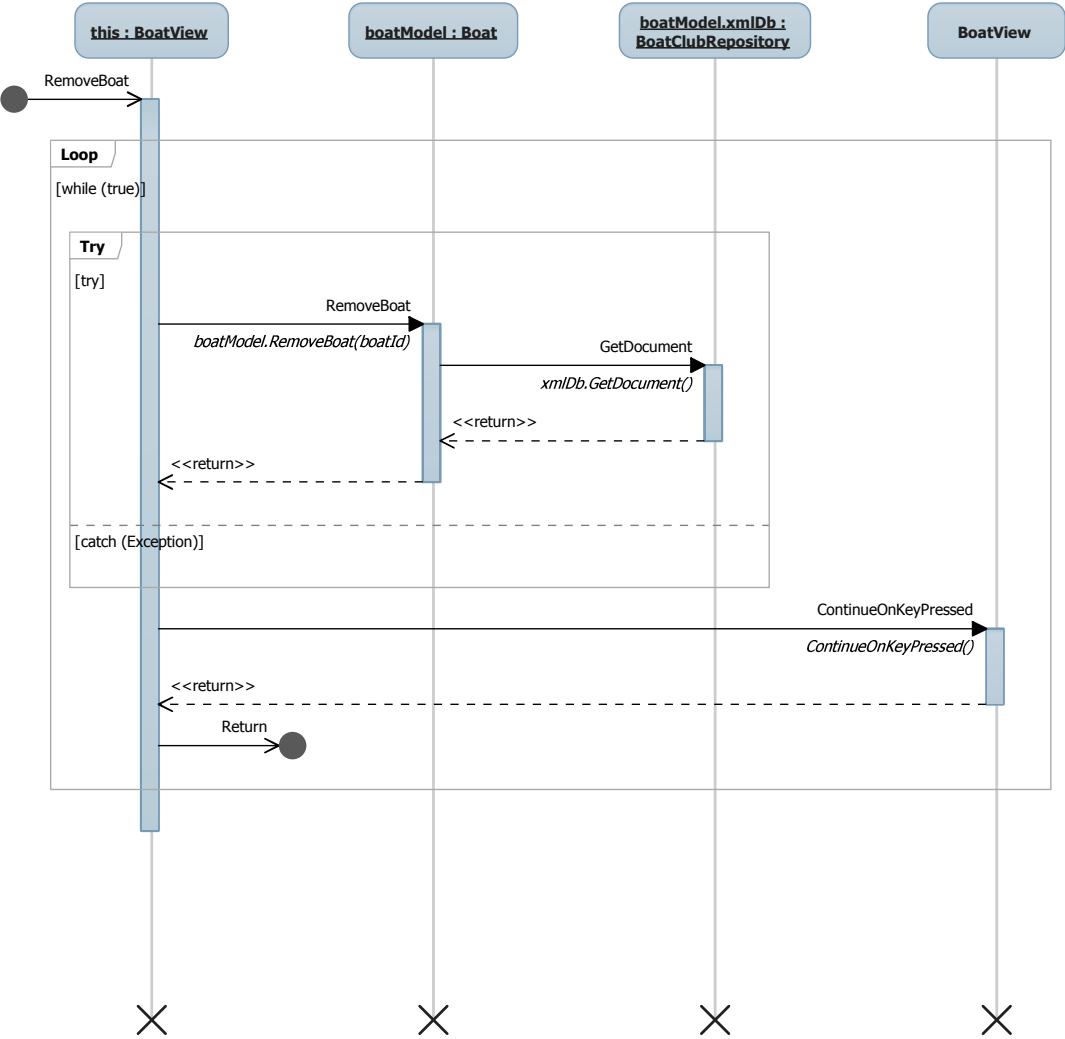 this : BoatView
boatModel : Boat
boatModel.xmlDb :
BoatClubRepository
BoatView
RemoveBoat
Loop
[while (true)]
Try
[try]
RemoveBoat
boatModel.RemoveBoat(boatId)
GetDocument
xmlDb.GetDocument()
<<return>>
<<return>>
[catch (Exception)]
ContinueOnKeyPressed
ContinueOnKeyPressed()
<<return>>
Return